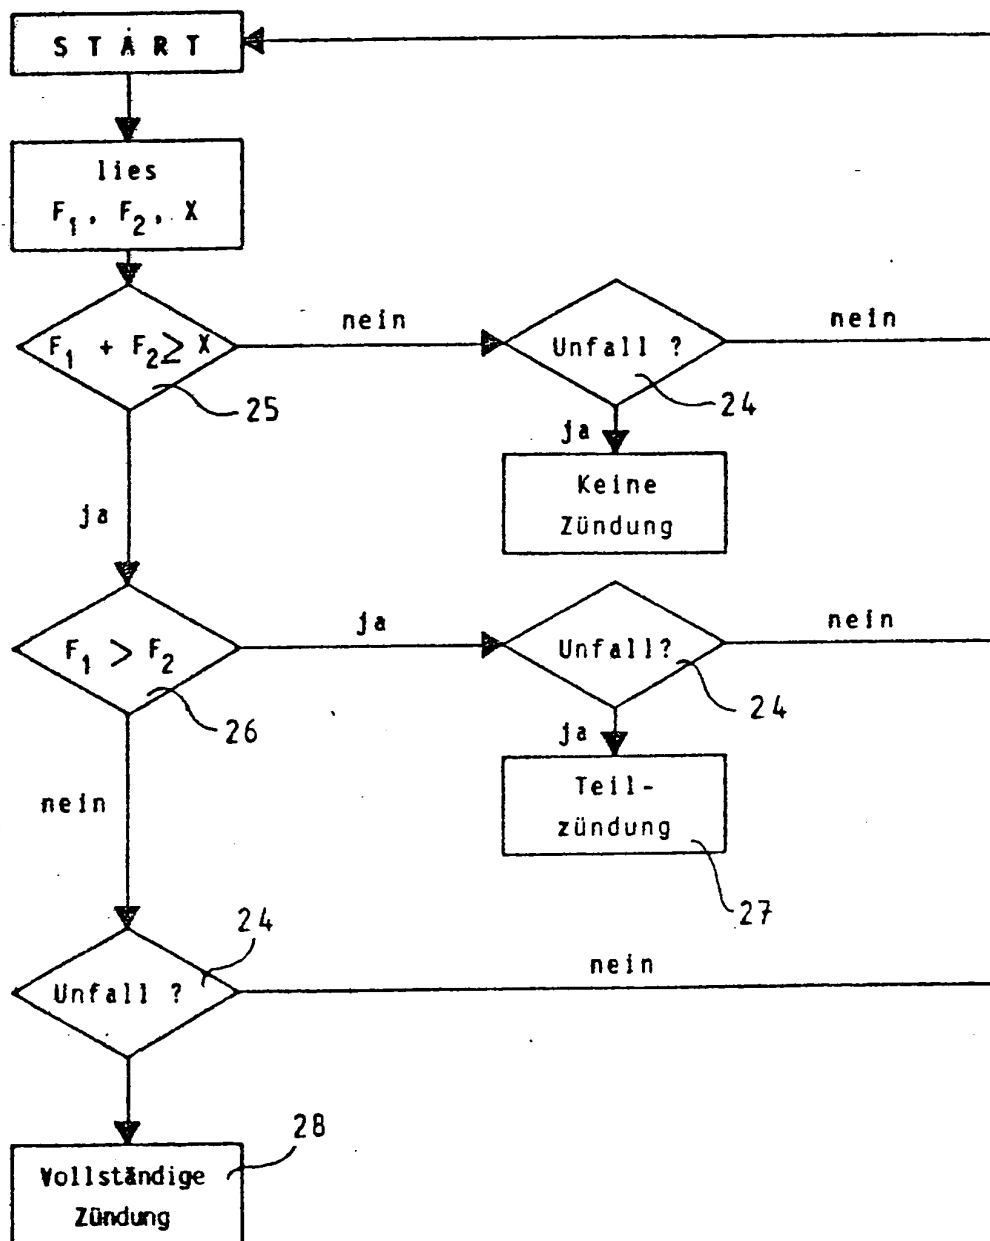 START
lies
F₁, F₂, X
F₁ + F₂ ≥ X
25
nein
Unfall ?
24
nein
ja
Keine
Zündung
ja
F₁ > F₂
26
ja
Unfall?
24
nein
ja
Teil-
zündung
27
nein
Unfall ?
24
nein
Vollständige
Zündung
28